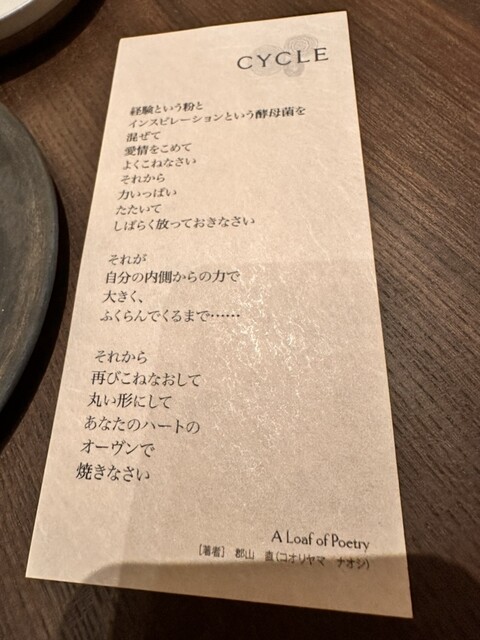 CYCLE
経験という粉と
インスピレーションという酵母菌を
混ぜて
愛情をこめて
よくこねなさい
それから
力いっぱい
たたいて
しばらく放っておきなさい
それが
自分の内側からの力で
大きく、
ふくらんでくるまで……
それから
再びこねなおして
丸い形にして
あなたのハートの
オーヴンで
焼きなさい
A Loaf of Poetry
[著者] 郡山 直(コオリヤマ ナオシ)